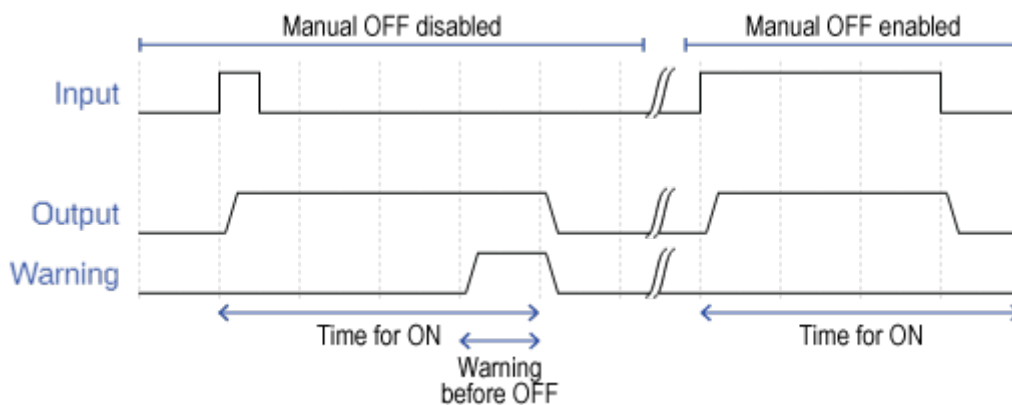 Manual OFF disabled
Manual OFF enabled
Input
Output
Warning
Time for ON
Time for ON
Warning
before OFF